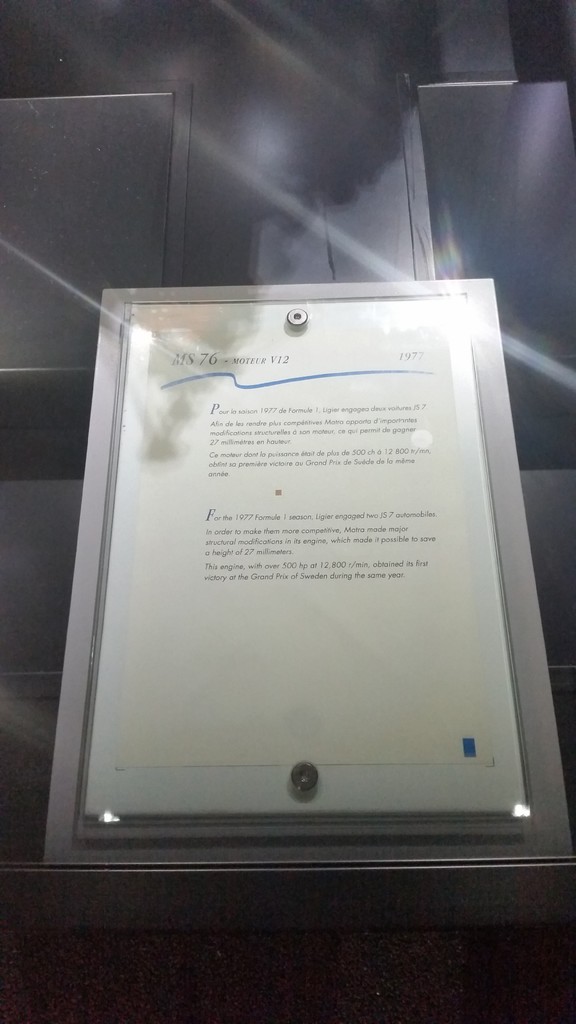 MS 76 - MOTEUR V12 1977
Pour la saison 1977 de Formule 1, Ligier engagea deux voitures JS 7
Afin de les rendre plus compétitives Matra apporta d'importantes
modifications structurelles à son moteur, ce qui permit de gagner
27 millimètres en hauteur.
Ce moteur dont la puissance était de plus de 500 ch à 12 800 tr/min,
obtint sa première victoire au Grand Prix de Suède de la même
année.
For the 1977 Formule 1 season, Ligier engaged two JS 7 automobiles.
In order to make them more competitive, Matra made major
structural modifications in its engine, which made it possible to save
a height of 27 millimeters.
This engine, with over 500 hp at 12,800 r/min, obtained its first
victory at the Grand Prix of Sweden during the same year.